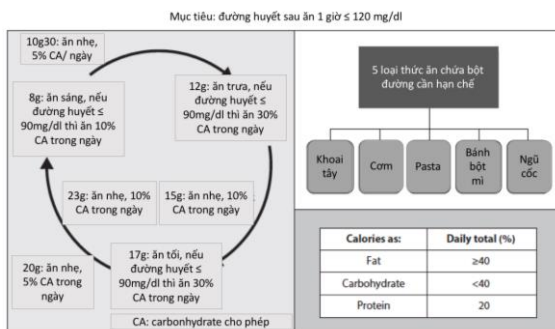 Mục tiêu: đường huyết sau ăn 1 giờ ≤ 120 mg/dl
10g30: ăn nhẹ,
5% CA/ ngày
8g: ăn sáng, nếu
đường huyết ≤
90mg/dl thì ăn 10%
CA trong ngày
12g: ăn trưa, nếu
đường huyết ≤
90mg/dl thì ăn 30%
CA trong ngày
23g: ăn nhẹ, 10%
CA trong ngày
15g: ăn nhẹ, 10%
CA trong ngày
20g: ăn nhẹ,
5% CA trong
ngày
17g: ăn tối, nếu
đường huyết ≤
90mg/dl thì ăn 30%
CA trong ngày
CA: carbonhydrate cho phép
5 loại thức ăn chứa bột
đường cần hạn chế
Khoai
tây
Cơm
Pasta
Bánh
bột
mì
Ngũ
cốc
Calories as: Daily total (%)
Fat ≥40
Carbohydrate <40
Protein 20